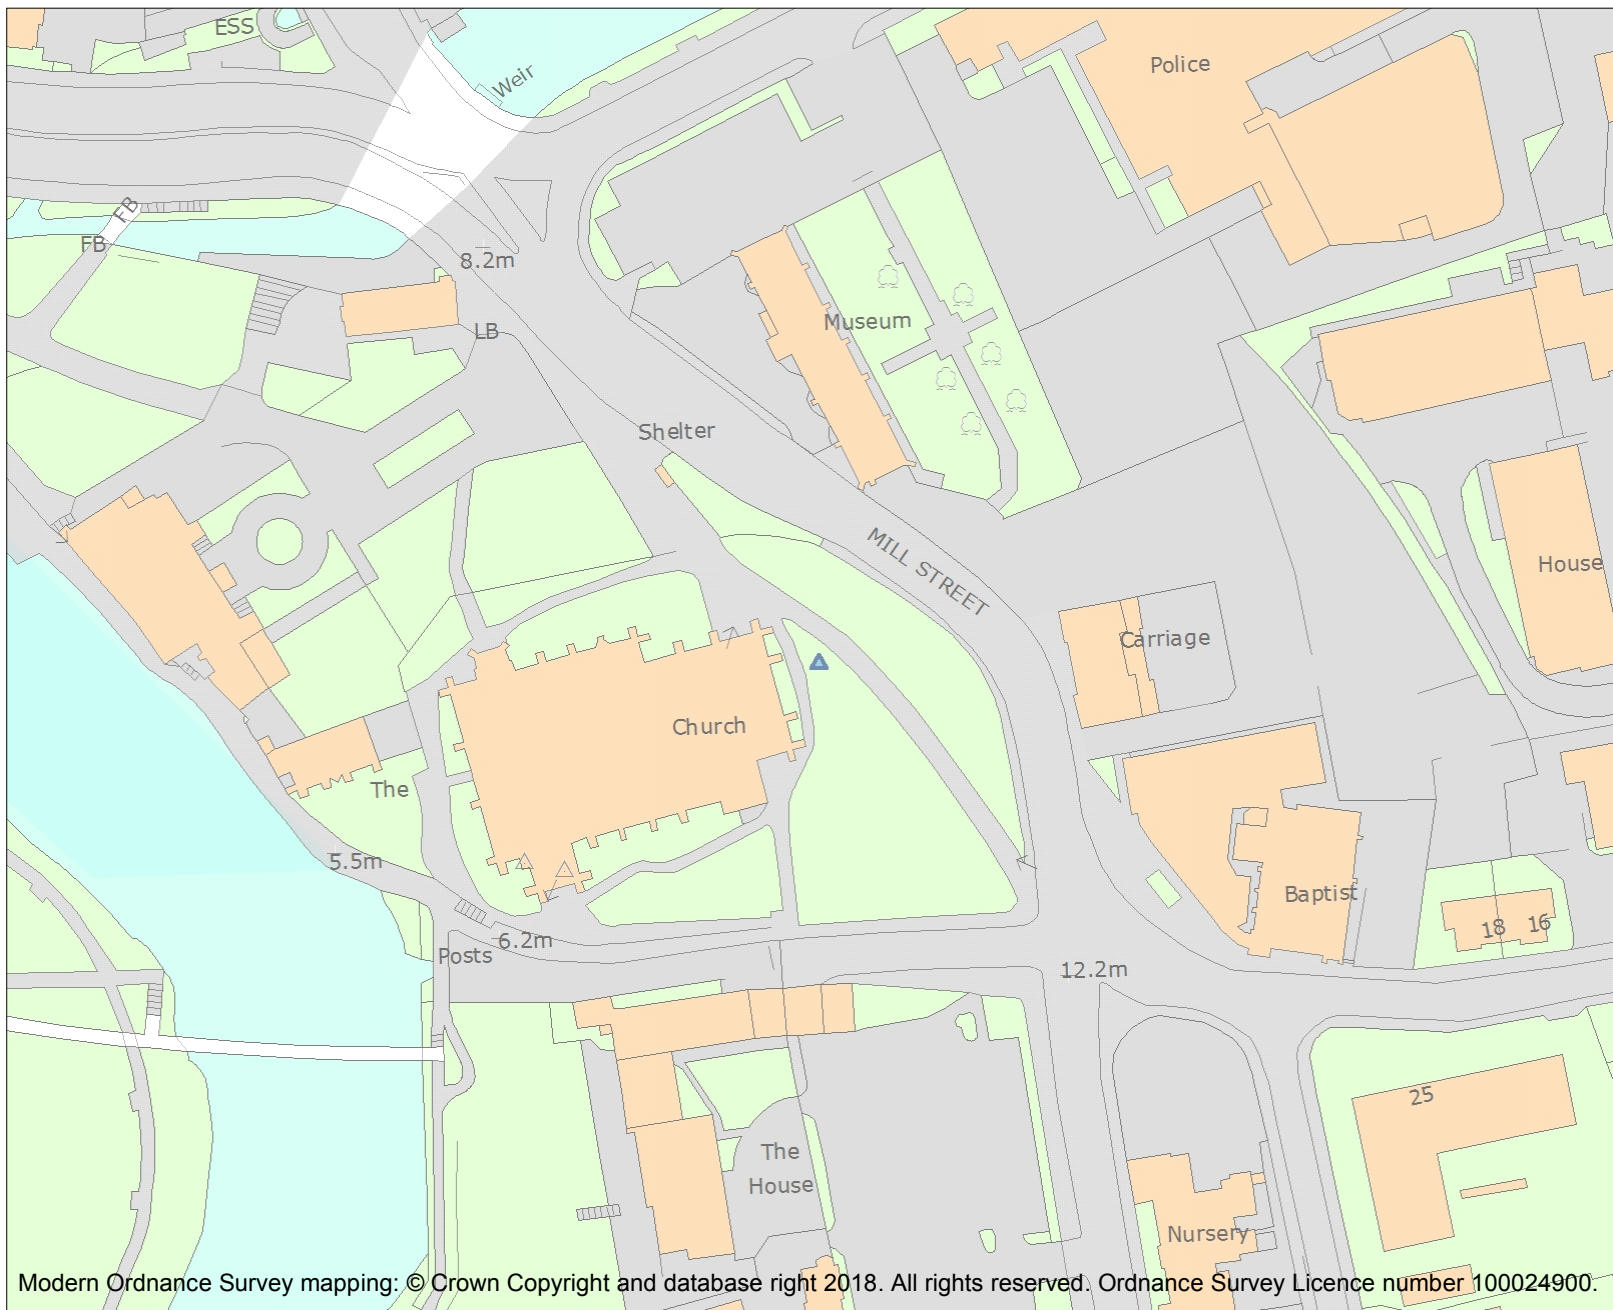 ESS
Weir
Police
FB
FB
8.2m
LB
Museum
Shelter
MILL STREET
House
Carriage
Church
The
5.5m
Baptist
18
16
6.2m
Posts
12.2m
25
The
House
Nursery
Modern Ordnance Survey mapping: © Crown Copyright and database right 2018. All rights reserved. Ordnance Survey Licence number 100024900.